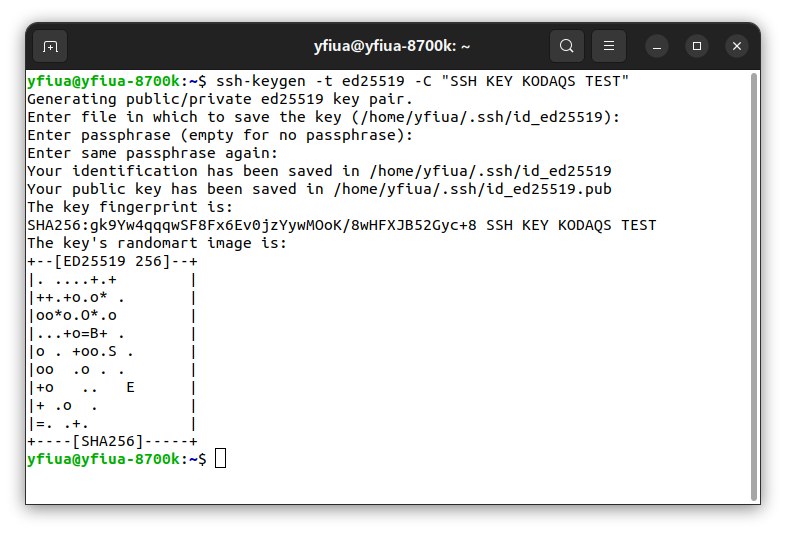 yfiua@yfiua-8700k: ~
yfiua@yfiua-8700k:~$ ssh-keygen -t ed25519 -C "SSH KEY KODAQS TEST"
Generating public/private ed25519 key pair.
Enter file in which to save the key (/home/yfiua/.ssh/id_ed25519):
Enter passphrase (empty for no passphrase):
Enter same passphrase again:
Your identification has been saved in /home/yfiua/.ssh/id_ed25519
Your public key has been saved in /home/yfiua/.ssh/id_ed25519.pub
The key fingerprint is:
SHA256:gk9Yw4qqqwSF8Fx6Ev0jzYywMOoK/8wHFXJB52Gyc+8 SSH KEY KODAQS TEST
The key's randomart image is:
+--[ED25519 256]--+
|. ....+.+        |
|++.+o.o* .       |
|oo*o.O*.o        |
|...+o=B+ .       |
|o . +oo.S .      |
|oo  .o . .       |
|+o   ..   E      |
|+ .o  .          |
|=. .+.           |
+----[SHA256]-----+
yfiua@yfiua-8700k:~$